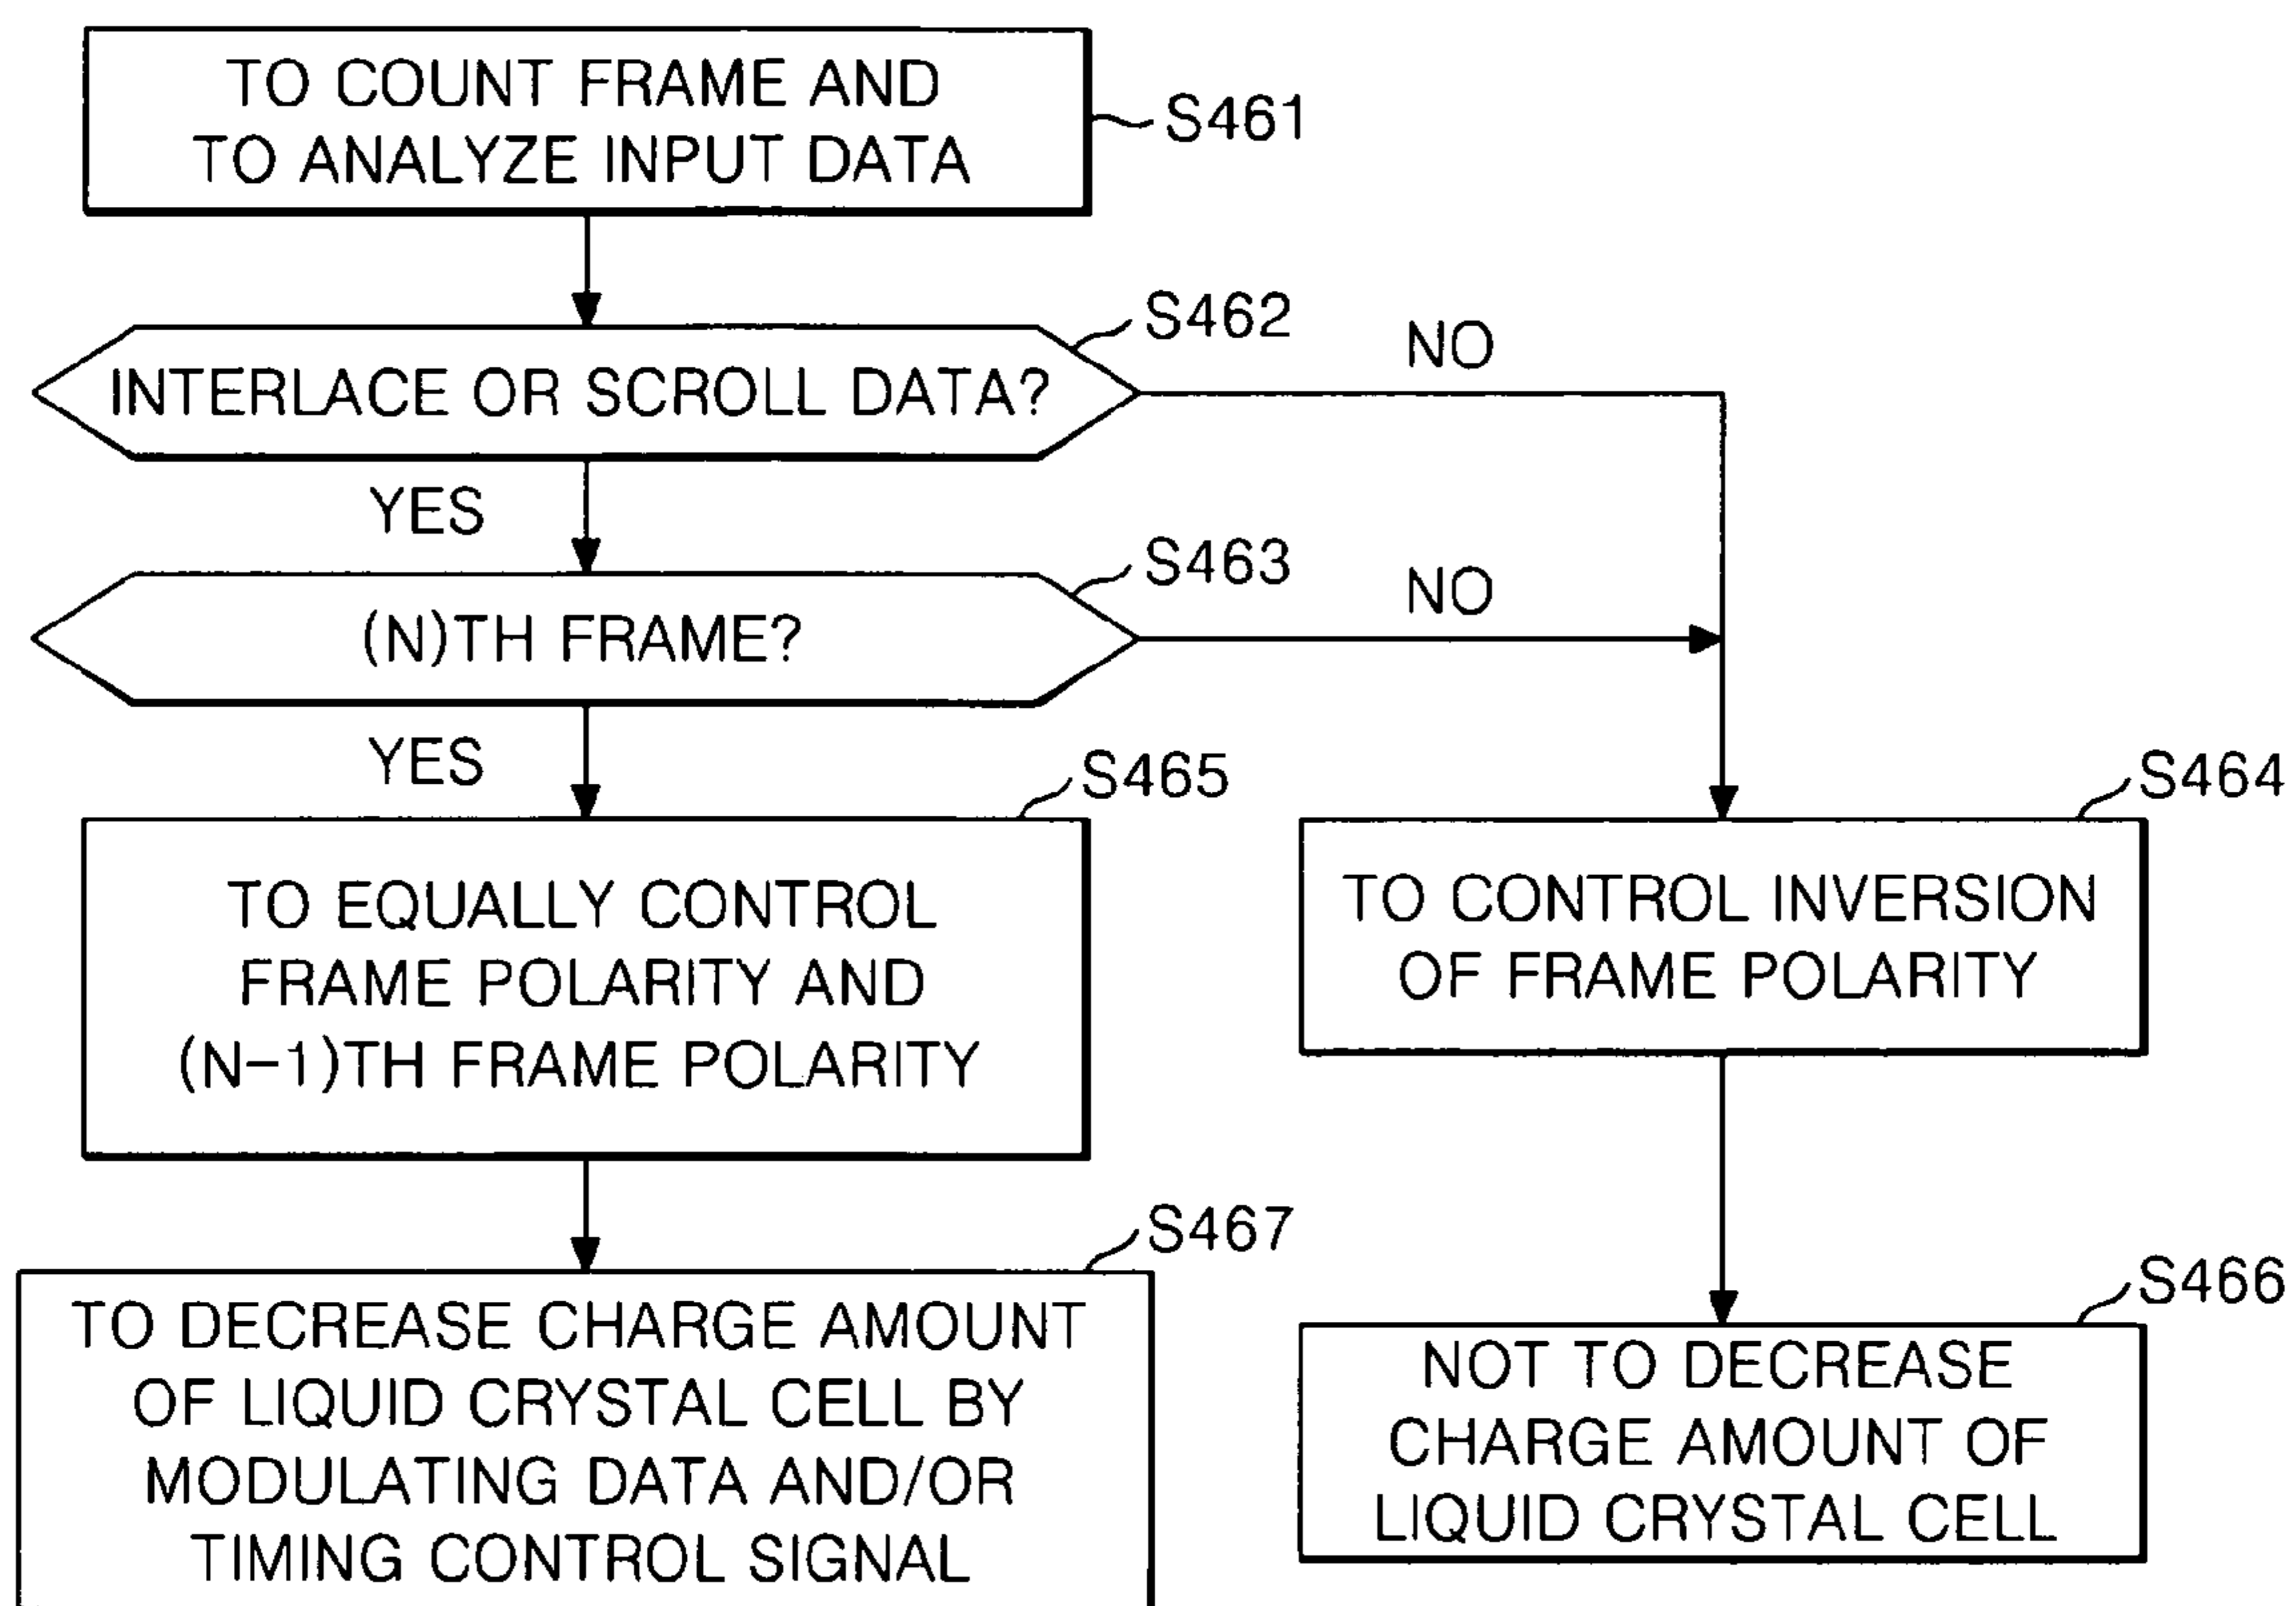 TO COUNT FRAME AND
TO ANALYZE INPUT DATA
S461
S462
INTERLACE OR SCROLL DATA?
NO
YES
S463
(N)TH FRAME?
NO
YES
S465
TO EQUALLY CONTROL
FRAME POLARITY AND
(N-1)TH FRAME POLARITY
S464
TO CONTROL INVERSION
OF FRAME POLARITY
S467
TO DECREASE CHARGE AMOUNT
OF LIQUID CRYSTAL CELL BY
MODULATING DATA AND/OR
TIMING CONTROL SIGNAL
S466
NOT TO DECREASE
CHARGE AMOUNT OF
LIQUID CRYSTAL CELL